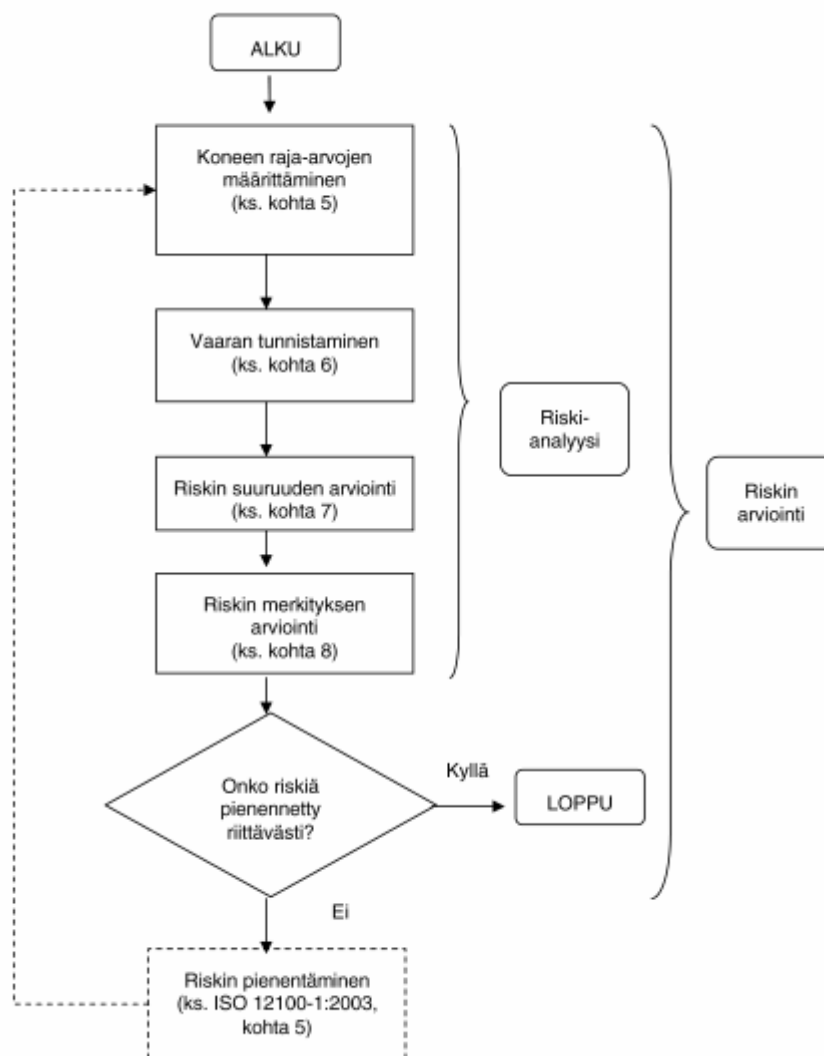 ALKU
Koneen raja-arvojen
määrittäminen
(ks. kohta 5)
Vaaran tunnistaminen
(ks. kohta 6)
Riskin suuruuden arviointi
(ks. kohta 7)
Riskin merkityksen
arviointi
(ks. kohta 8)
Riski-
analyysi
Riskin
arviointi
Onko riskiä
pienennetty
riittävästi?
Kyllä
LOPPU
Ei
Riskin pienentäminen
(ks. ISO 12100-1:2003,
kohta 5)